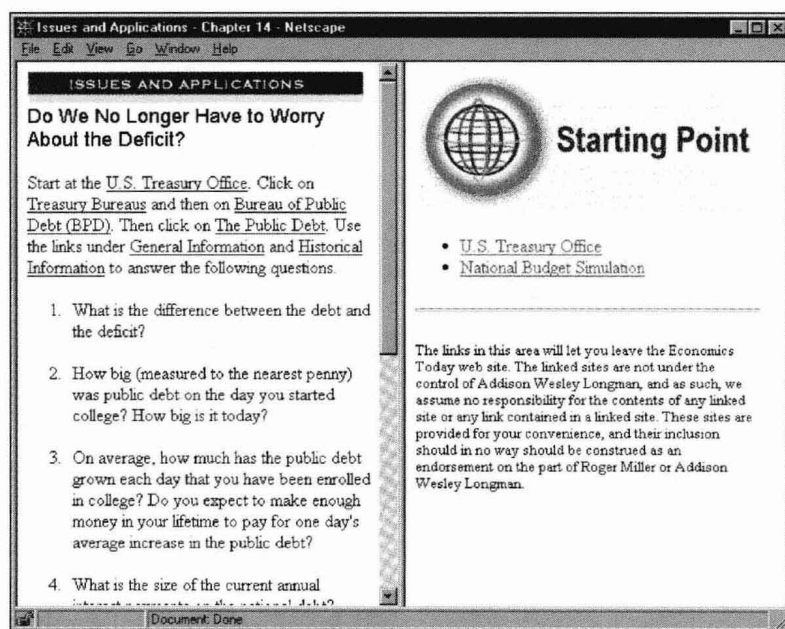 Issues and Applications - Chapter 14 - Netscape
File Edit View Go Window Help
ISSUES AND APPLICATIONS
Do We No Longer Have to Worry
About the Deficit?
Start at the U.S. Treasury Office. Click on
Treasury Bureaus and then on Bureau of Public
Debt (BPD). Then click on The Public Debt. Use
the links under General Information and Historical
Information to answer the following questions.
1. What is the difference between the debt and
the deficit?
2. How big (measured to the nearest penny)
was public debt on the day you started
college? How big is it today?
3. On average, how much has the public debt
grown each day that you have been enrolled
in college? Do you expect to make enough
money in your lifetime to pay for one day's
average increase in the public debt?
4. What is the size of the current annual
interest payments on the national debt?
Starting Point
• U.S. Treasury Office
• National Budget Simulation
The links in this area will let you leave the Economics
Today web site. The linked sites are not under the
control of Addison Wesley Longman, and as such, we
assume no responsibility for the contents of any linked
site or any link contained in a linked site. These sites are
provided for your convenience, and their inclusion
should in no way should be construed as an
endorsement on the part of Roger Miller or Addison
Wesley Longman.
Document: Done